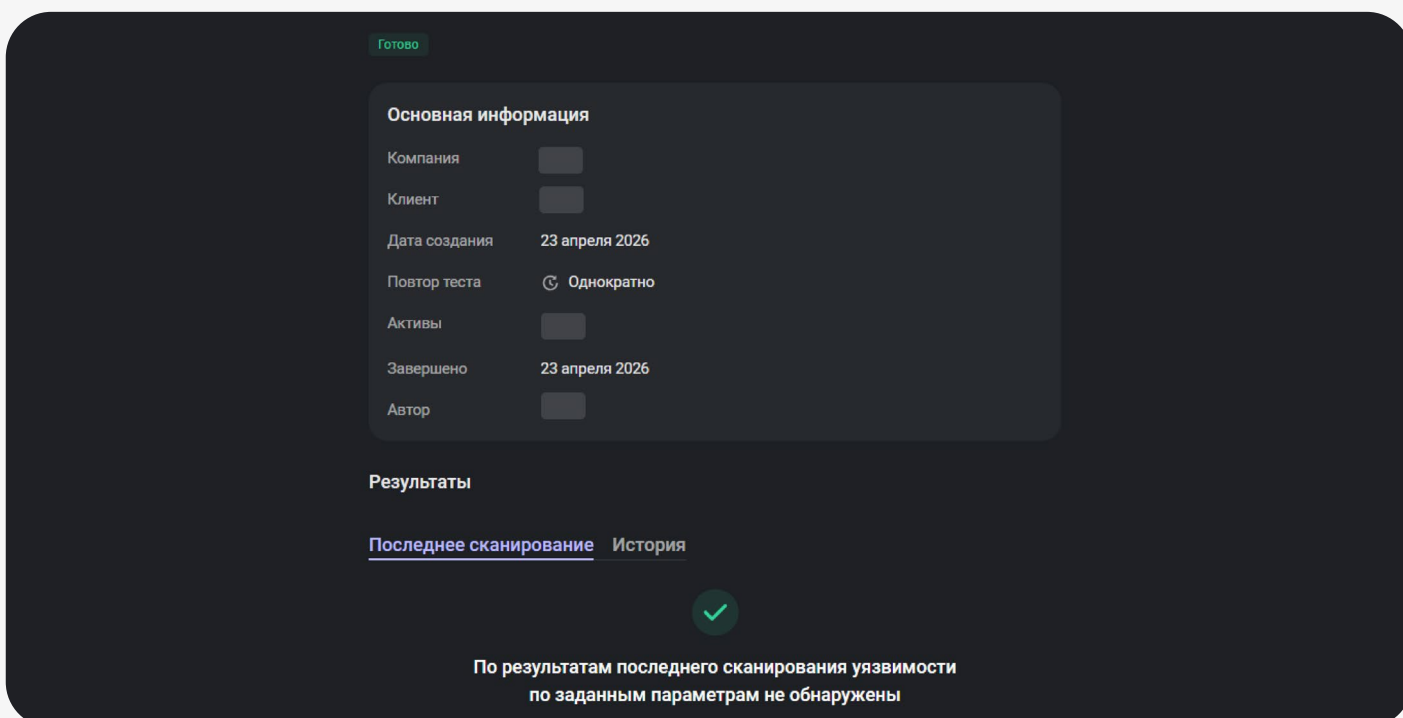 Готово
Основная информация
Компания
Клиент
Дата создания 23 апреля 2026
Повтор теста Однократно
Активы
Завершено 23 апреля 2026
Автор
Результаты
Последнее сканирование История
По результатам последнего сканирования уязвимости
по заданным параметрам не обнаружены